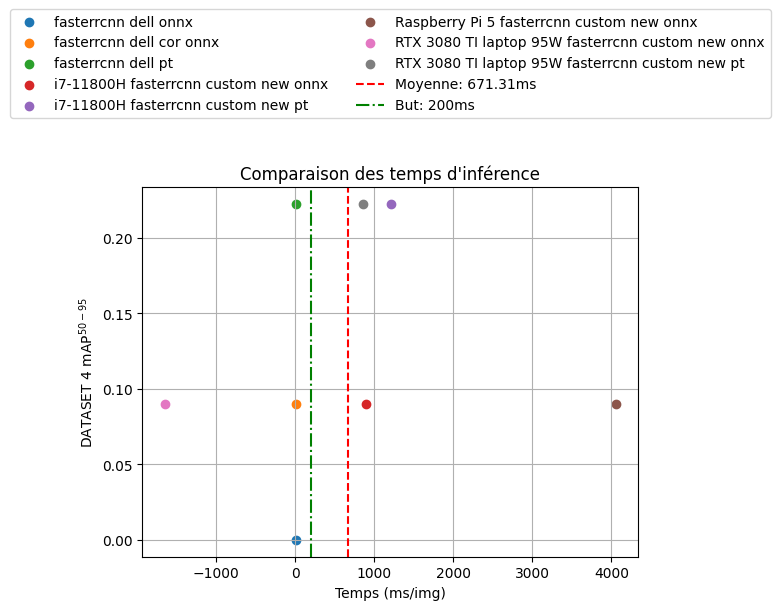 fasterrcnn dell onnx
fasterrcnn dell cor onnx
fasterrcnn dell pt
i7-11800H fasterrcnn custom new onnx
i7-11800H fasterrcnn custom new pt
Raspberry Pi 5 fasterrcnn custom new onnx
RTX 3080 TI laptop 95W fasterrcnn custom new onnx
RTX 3080 TI laptop 95W fasterrcnn custom new pt
Moyenne: 671.31ms
But: 200ms
Comparaison des temps d'inférence
DATASET 4 mAP⁵⁰⁻⁹⁵
0.20
0.15
0.10
0.05
0.00
−1000 0 1000 2000 3000 4000
Temps (ms/img)